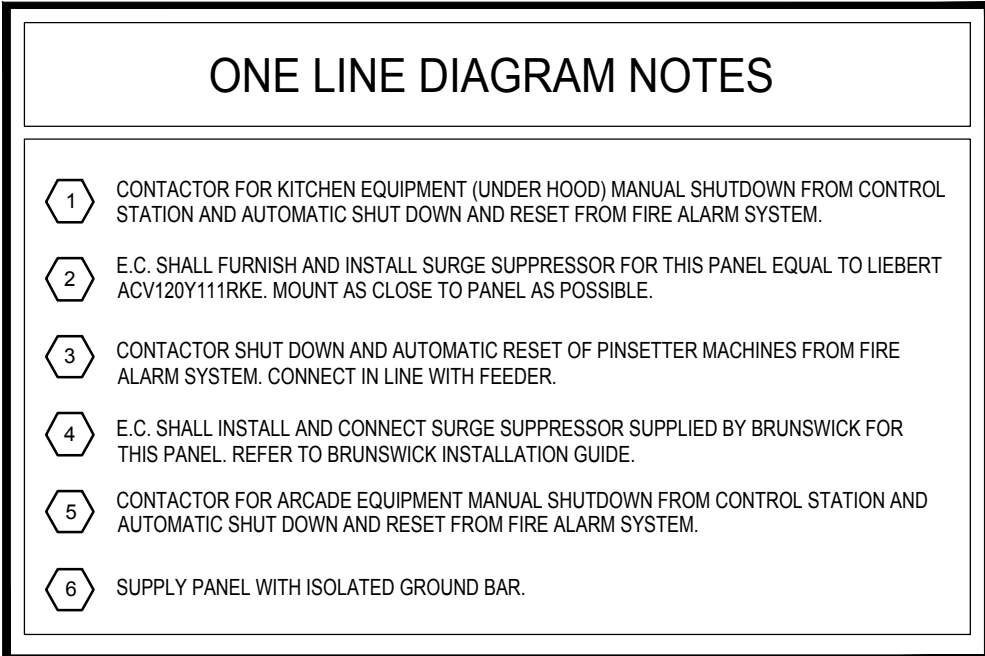 ONE LINE DIAGRAM NOTES
1 CONTACTOR FOR KITCHEN EQUIPMENT (UNDER HOOD) MANUAL SHUTDOWN FROM CONTROL
STATION AND AUTOMATIC SHUT DOWN AND RESET FROM FIRE ALARM SYSTEM.
2 E.C. SHALL FURNISH AND INSTALL SURGE SUPPRESSOR FOR THIS PANEL EQUAL TO LIEBERT
ACV120Y111RKE. MOUNT AS CLOSE TO PANEL AS POSSIBLE.
3 CONTACTOR SHUT DOWN AND AUTOMATIC RESET OF PINSETTER MACHINES FROM FIRE
ALARM SYSTEM. CONNECT IN LINE WITH FEEDER.
4 E.C. SHALL INSTALL AND CONNECT SURGE SUPPRESSOR SUPPLIED BY BRUNSWICK FOR
THIS PANEL. REFER TO BRUNSWICK INSTALLATION GUIDE.
5 CONTACTOR FOR ARCADE EQUIPMENT MANUAL SHUTDOWN FROM CONTROL STATION AND
AUTOMATIC SHUT DOWN AND RESET FROM FIRE ALARM SYSTEM.
6 SUPPLY PANEL WITH ISOLATED GROUND BAR.